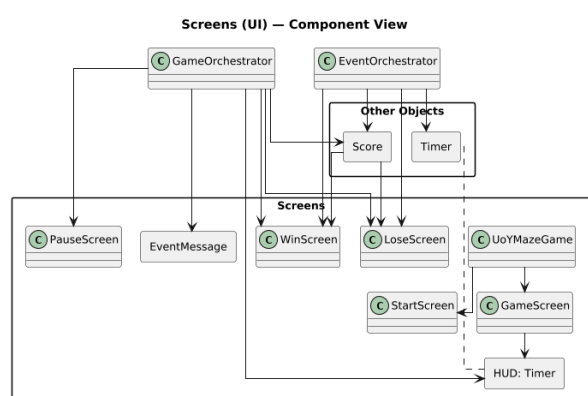 Screens (UI) — Component View
C GameOrchestrator
C EventOrchestrator
Other Objects
Score
Timer
Screens
C PauseScreen
EventMessage
C WinScreen
C LoseScreen
C UoYMazeGame
C StartScreen
C GameScreen
HUD: Timer